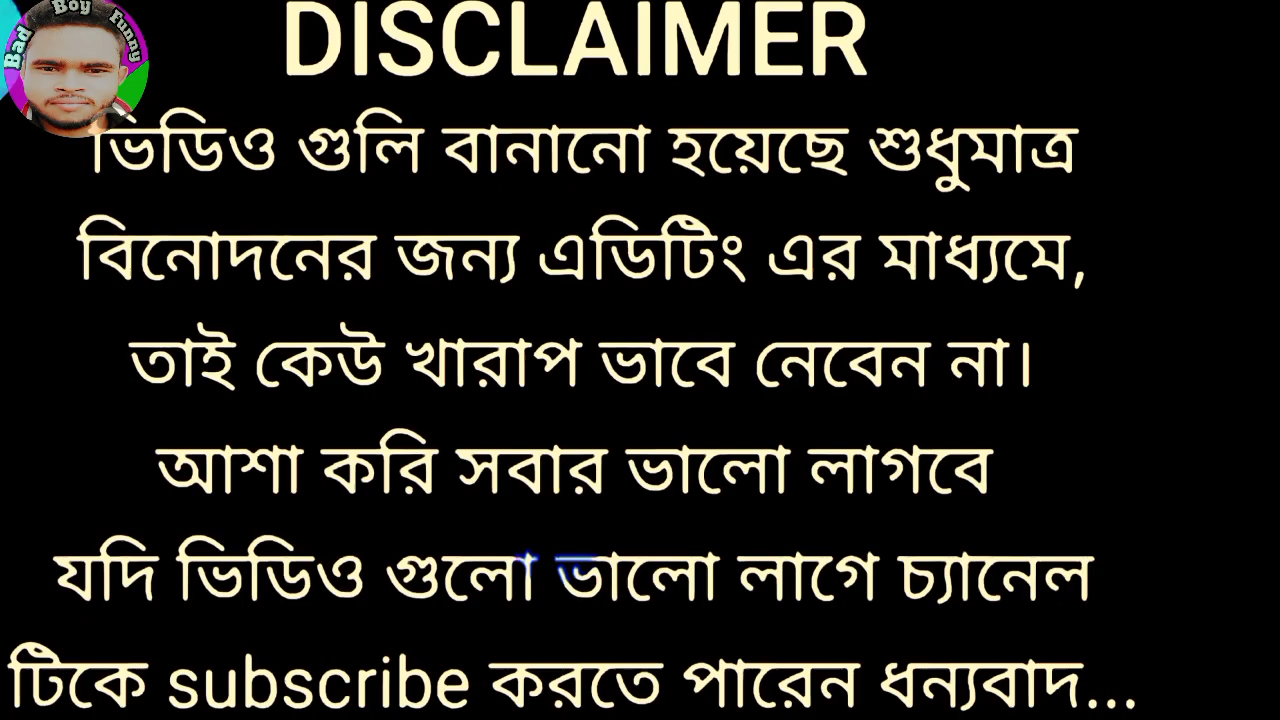 Bad Boy Funny
DISCLAIMER
ভিডিও গুলি বানানো হয়েছে শুধুমাত্র
বিনোদনের জন্য এডিটিং এর মাধ্যমে,
তাই কেউ খারাপ ভাবে নেবেন না।
আশা করি সবার ভালো লাগবে
যদি ভিডিও গুলো ভালো লাগে চ্যানেল
টিকে subscribe করতে পারেন ধন্যবাদ...